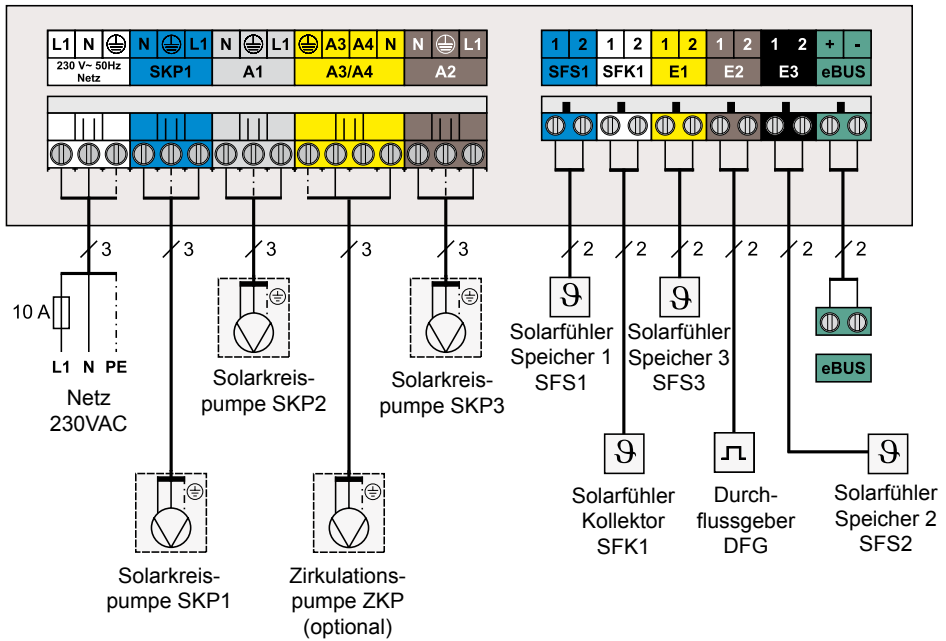 L1 N N L1 N L1 A3 A4 N N L1
230 V~ 50Hz
Netz
SKP1 A1 A3/A4 A2
1 2 1 2 1 2 1 2 1 2 + -
SFS1 SFK1 E1 E2 E3 eBUS
3 3 3 3 3 2 2 2 2 2 2
10 A
L1 N PE
Netz
230VAC
Solarkreis-
pumpe SKP2
Solarkreis-
pumpe SKP3
Solarkreis-
pumpe SKP1
Zirkulations-
pumpe ZKP
(optional)
ϑ
Solarfühler
Speicher 1
SFS1
ϑ
Solarfühler
Speicher 3
SFS3
eBUS
ϑ
Solarfühler
Kollektor
SFK1
Durch-
flussgeber
DFG
ϑ
Solarfühler
Speicher 2
SFS2